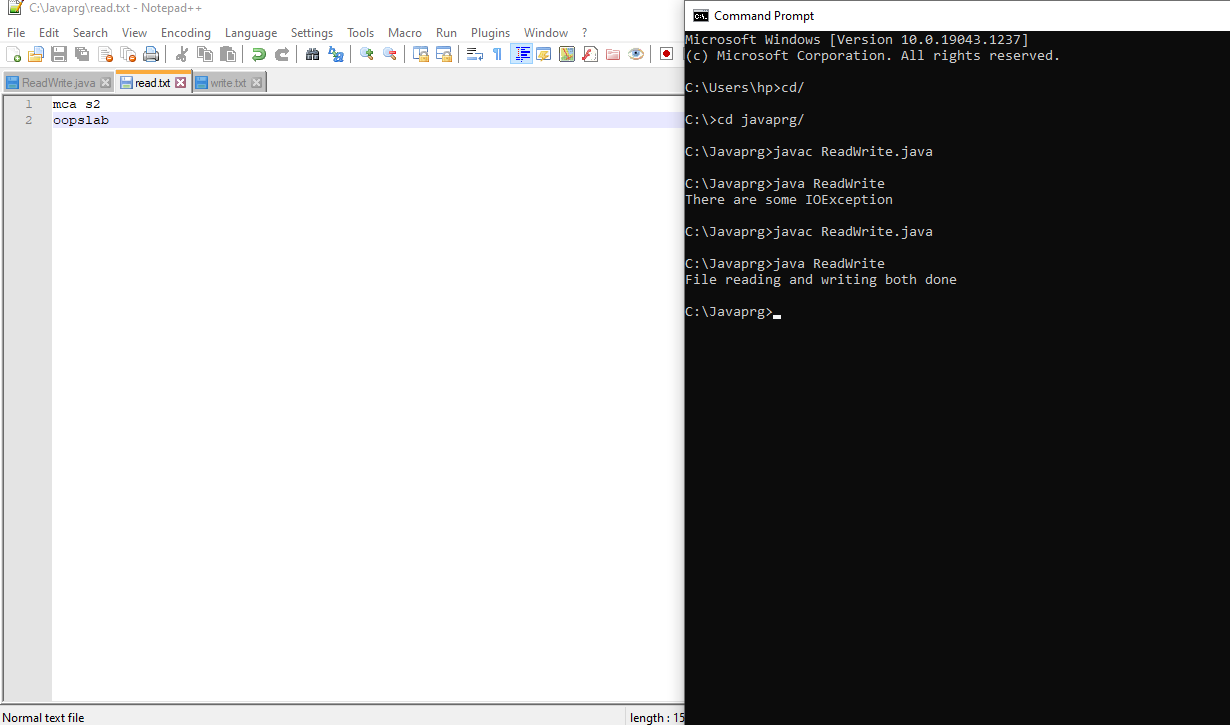 C:\Javaprg\read.txt - Notepad++
File Edit Search View Encoding Language Settings Tools Macro Run Plugins Window ?
ReadWrite.java read.txt write.txt
1 mca s2
2 oopslab
Normal text file
length : 15
Command Prompt
Microsoft Windows [Version 10.0.19043.1237]
(c) Microsoft Corporation. All rights reserved.
C:\Users\hp>cd/
C:\>cd javaprg/
C:\Javaprg>javac ReadWrite.java
C:\Javaprg>java ReadWrite
There are some IOException
C:\Javaprg>javac ReadWrite.java
C:\Javaprg>java ReadWrite
File reading and writing both done
C:\Javaprg>